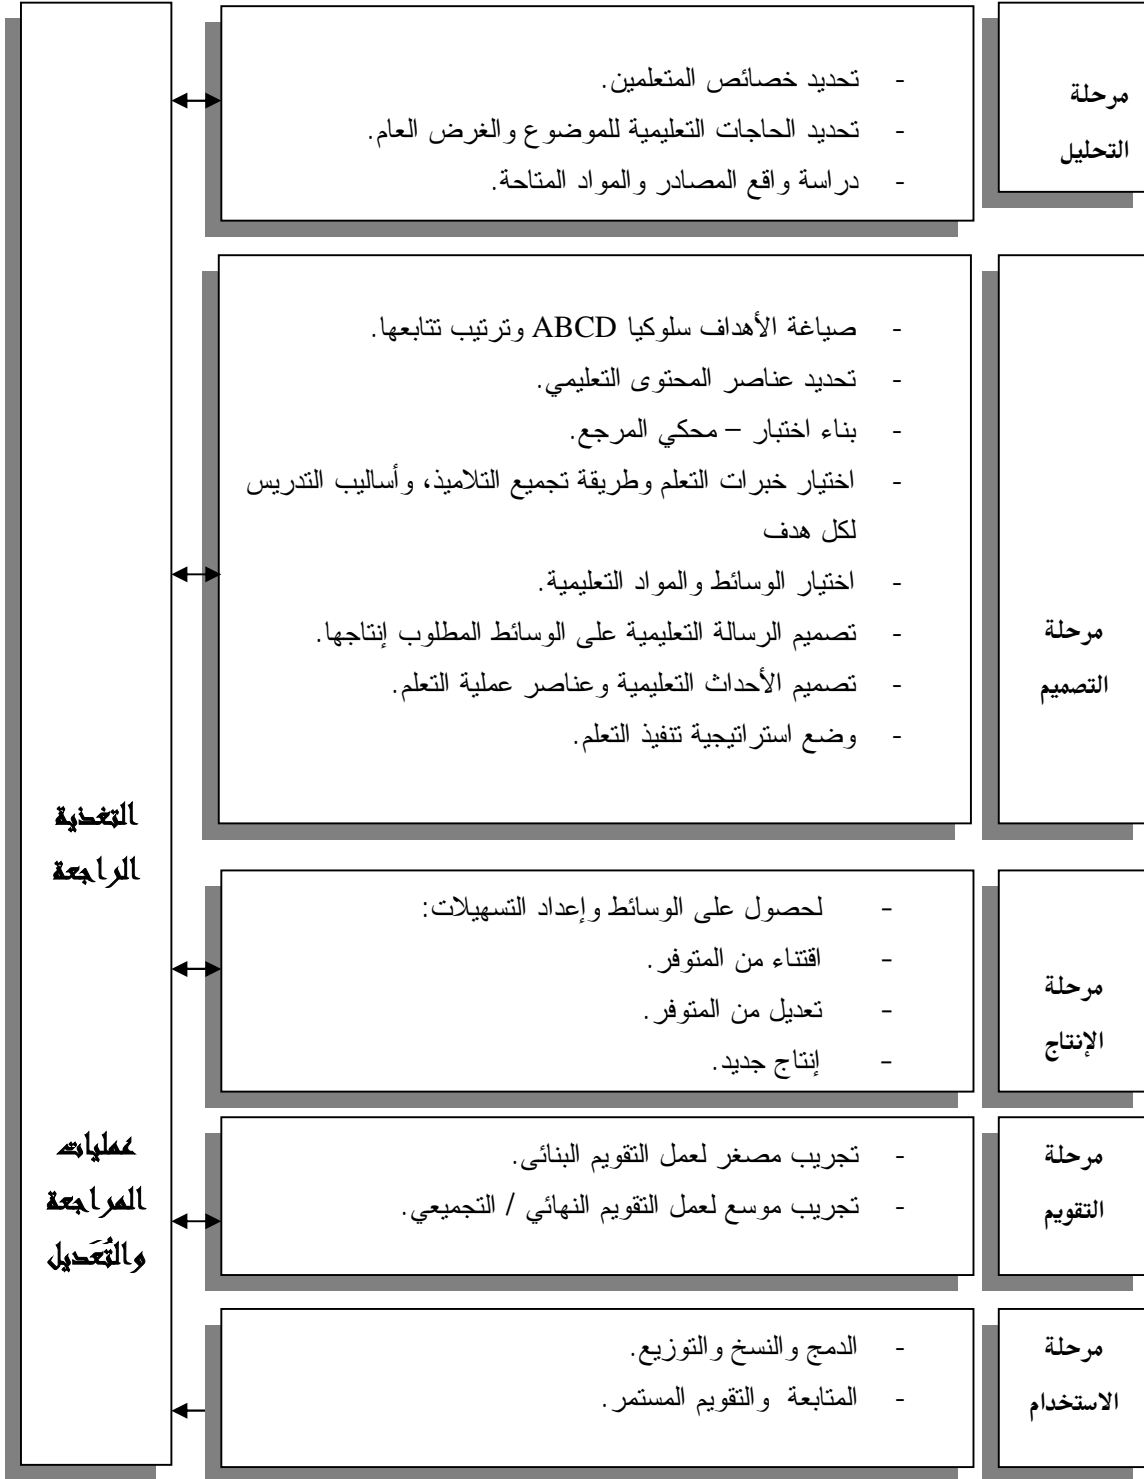 مرحلة
التحليل
- تحديد خصائص المتعلمين.
- تحديد الحاجات التعليمية للموضوع والغرض العام.
- دراسة واقع المصادر والمواد المتاحة.
مرحلة
التصميم
- صياغة الأهداف سلوكيا ABCD وترتيب تتابعها.
- تحديد عناصر المحتوى التعليمي.
- بناء اختبار – محكي المرجع.
- اختيار خبرات التعلم وطريقة تجميع التلاميذ، وأساليب التدريس
لكل هدف
- اختيار الوسائط والمواد التعليمية.
- تصميم الرسالة التعليمية على الوسائط المطلوب إنتاجها.
- تصميم الأحداث التعليمية وعناصر عملية التعلم.
- وضع استراتيجية تنفيذ التعلم.
مرحلة
الإنتاج
- لحصول على الوسائط وإعداد التسهيلات:
- اقتناء من المتوفر.
- تعديل من المتوفر.
- إنتاج جديد.
مرحلة
التقويم
- تجريب مصغر لعمل التقويم البنائى.
- تجريب موسع لعمل التقويم النهائي / التجميعي.
مرحلة
الاستخدام
- الدمج والنسخ والتوزيع.
- المتابعة والتقويم المستمر.
التغذية
الراجعة
عمليات
المراجعة
والتعديل